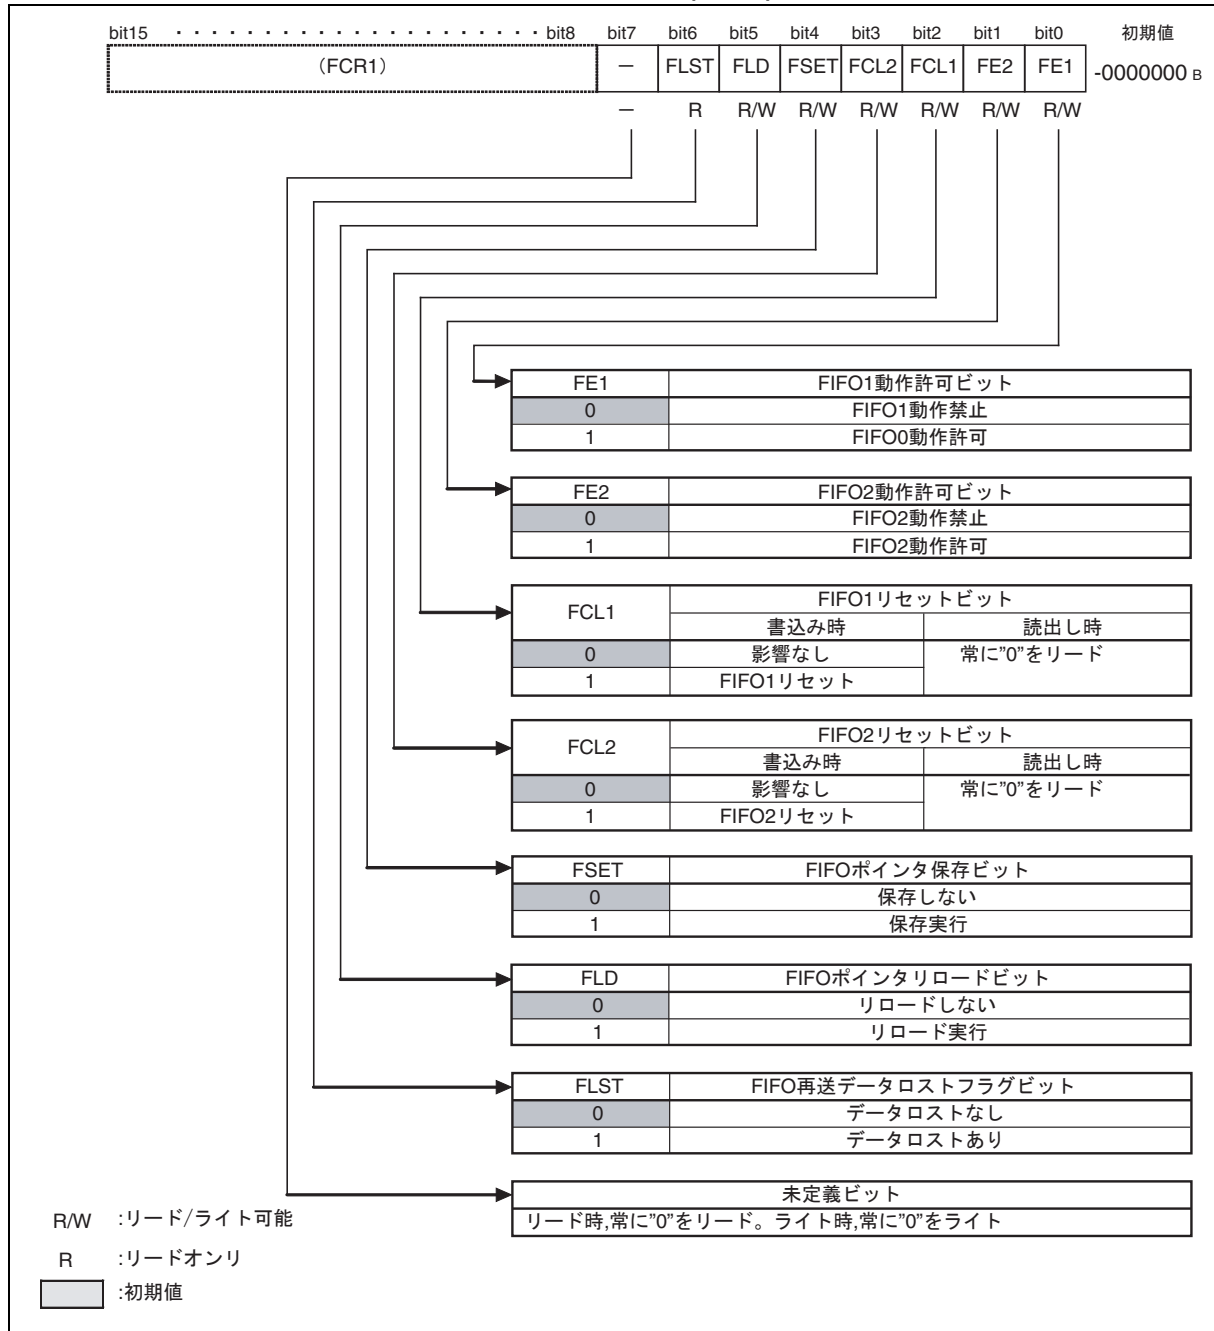 bit15 ・・・・・・・・・・・・・・・・・・・・・ bit8 bit7 bit6 bit5 bit4 bit3 bit2 bit1 bit0 初期値
(FCR1) − FLST FLD FSET FCL2 FCL1 FE2 FE1 -0000000 B
− R R/W R/W R/W R/W R/W R/W
FE1 FIFO1動作許可ビット
0 FIFO1動作禁止
1 FIFO0動作許可
FE2 FIFO2動作許可ビット
0 FIFO2動作禁止
1 FIFO2動作許可
FCL1 FIFO1リセットビット
書込み時 読出し時
0 影響なし 常に"0"をリード
1 FIFO1リセット
FCL2 FIFO2リセットビット
書込み時 読出し時
0 影響なし 常に"0"をリード
1 FIFO2リセット
FSET FIFOポインタ保存ビット
0 保存しない
1 保存実行
FLD FIFOポインタリロードビット
0 リロードしない
1 リロード実行
FLST FIFO再送データロストフラグビット
0 データロストなし
1 データロストあり
未定義ビット
リード時,常に"0"をリード。ライト時,常に"0"をライト
R/W :リード/ライト可能
R :リードオンリ
:初期値